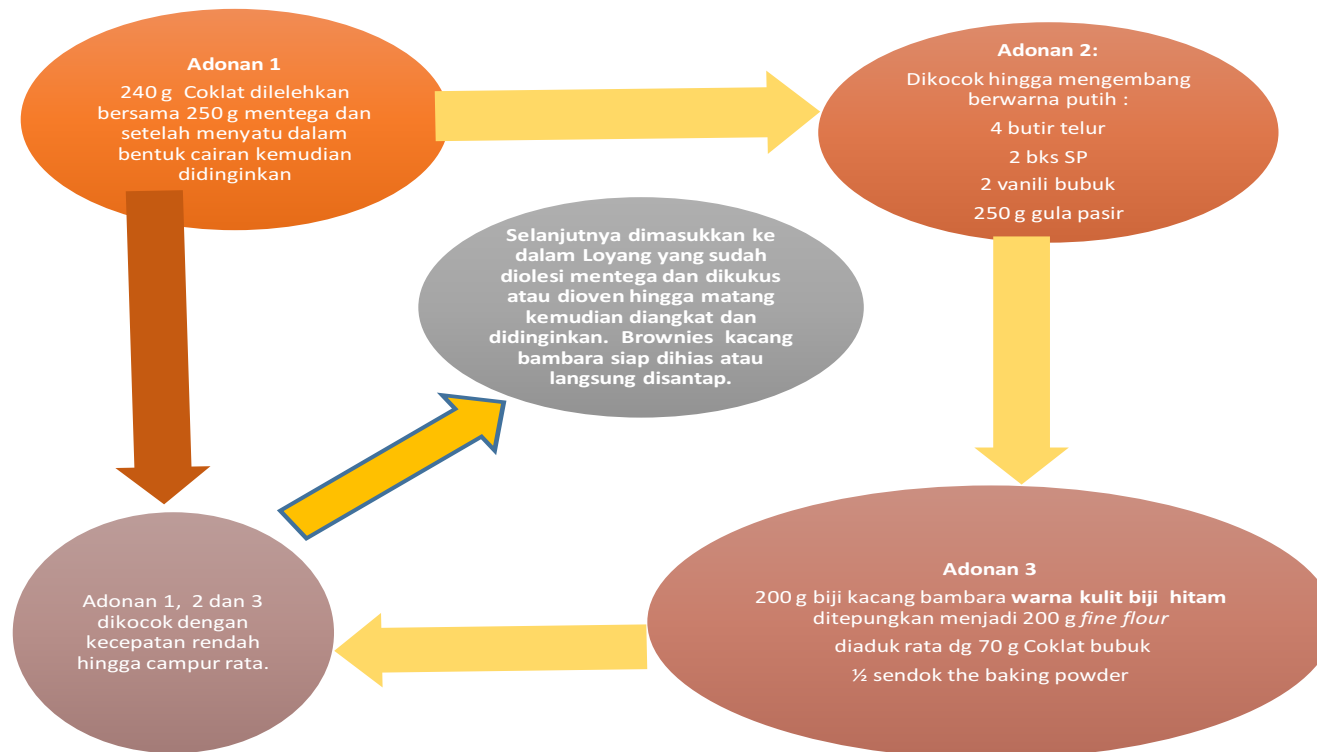 Adonan 1
240 g Coklat dilelehkan
bersama 250 g mentega dan
setelah menyatu dalam
bentuk cairan kemudian
didinginkan
Adonan 2:
Dikocok hingga mengembang
berwarna putih :
4 butir telur
2 bks SP
2 vanili bubuk
250 g gula pasir
Adonan 3
200 g biji kacang bambara warna kulit biji hitam
ditepungkan menjadi 200 g fine flour
diaduk rata dg 70 g Coklat bubuk
½ sendok the baking powder
Adonan 1, 2 dan 3
dikocok dengan
kecepatan rendah
hingga campur rata.
Selanjutnya dimasukkan ke
dalam Loyang yang sudah
diolesi mentega dan dikukus
atau dioven hingga matang
kemudian diangkat dan
didinginkan. Brownies kacang
bambara siap dihias atau
langsung disantap.